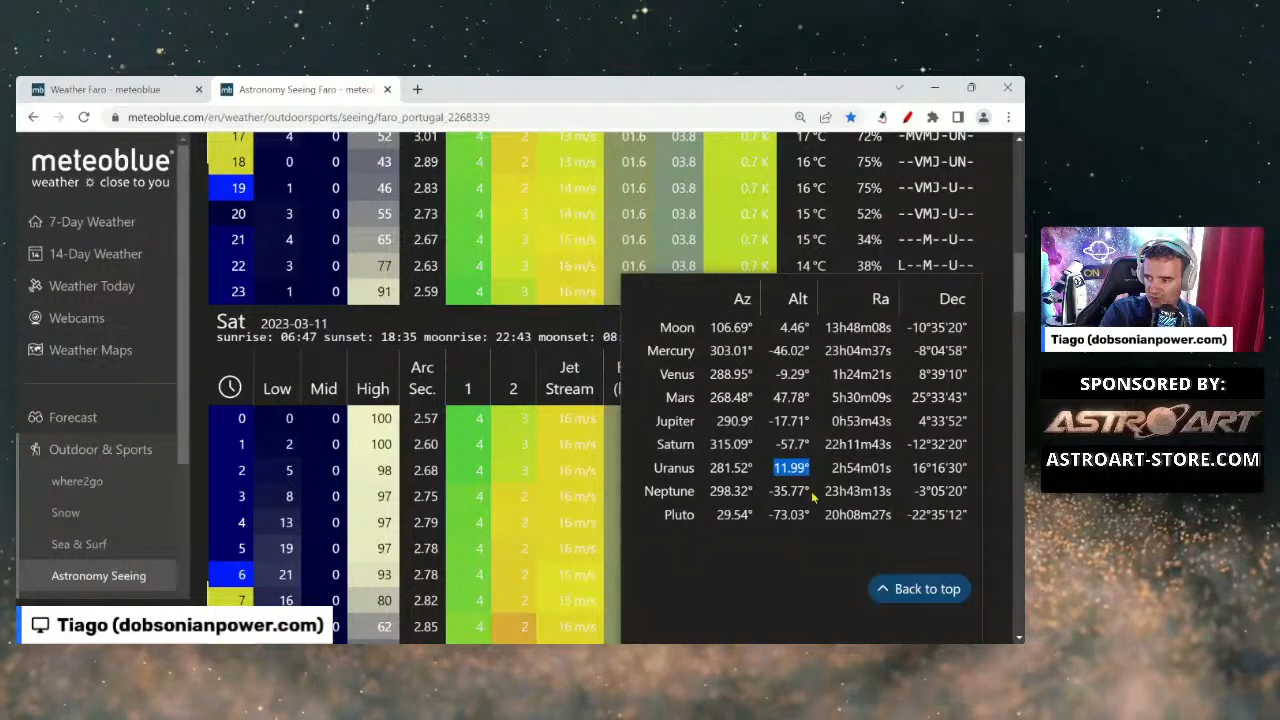 Weather Faro - meteoblue
Astronomy Seeing Faro - meteol
meteoblue.com/en/weather/outdoorsports/seeing/faro_portugal_2268339
meteoblue
weather close to you
7-Day Weather
14-Day Weather
Weather Today
Webcams
Weather Maps
Forecast
Outdoor & Sports
where2go
Snow
Sea & Surf
Astronomy Seeing
17 4 0 52 3.01 4 2 13 m/s 01.6 03.8 0.7 K 17 °C 72% -MVMJ-UN-
18 0 0 43 2.89 4 2 13 m/s 01.6 03.8 0.7 K 16 °C 75% --VMJ-UN-
19 1 0 46 2.83 4 2 14 m/s 01.6 03.8 0.7 K 16 °C 75% --VMJ-U--
20 3 0 55 2.73 4 3 14 m/s 01.6 03.8 0.7 K 15 °C 52% --VMJ-U--
21 4 0 65 2.67 4 3 15 m/s 01.6 03.8 0.7 K 15 °C 34% ---M--U--
22 3 0 77 2.63 4 3 16 m/s 01.6 03.8 0.7 K 14 °C 38% L--M--U--
23 1 0 91 2.59 4 3 16 m/s
Sat 2023-03-11
sunrise: 06:47 sunset: 18:35 moonrise: 22:43 moonset: 08:
Low Mid High Arc Sec. 1 2 Jet Stream
0 0 0 100 2.57 4 3 16 m/s
1 2 0 100 2.60 4 3 16 m/s
2 5 0 98 2.68 4 3 16 m/s
3 8 0 97 2.75 4 2 16 m/s
4 13 0 97 2.79 4 2 16 m/s
5 19 0 97 2.78 4 2 16 m/s
6 21 0 93 2.78 4 2 15 m/s
7 16 0 80 2.82 4 2 15 m/s
62 2.85 4 2 16 m/s
Az Alt Ra Dec
Moon 106.69° 4.46° 13h48m08s -10°35'20"
Mercury 303.01° -46.02° 23h04m37s -8°04'58"
Venus 288.95° -9.29° 1h24m21s 8°39'10"
Mars 268.48° 47.78° 5h30m09s 25°33'43"
Jupiter 290.9° -17.71° 0h53m43s 4°33'52"
Saturn 315.09° -57.7° 22h11m43s -12°32'20"
Uranus 281.52° 11.99° 2h54m01s 16°16'30"
Neptune 298.32° -35.77° 23h43m13s -3°05'20"
Pluto 29.54° -73.03° 20h08m27s -22°35'12"
Back to top
Tiago (dobsonianpower.com)
Tiago (dobsonianpower.com)
SPONSORED BY:
ASTROART
ASTROART-STORE.COM